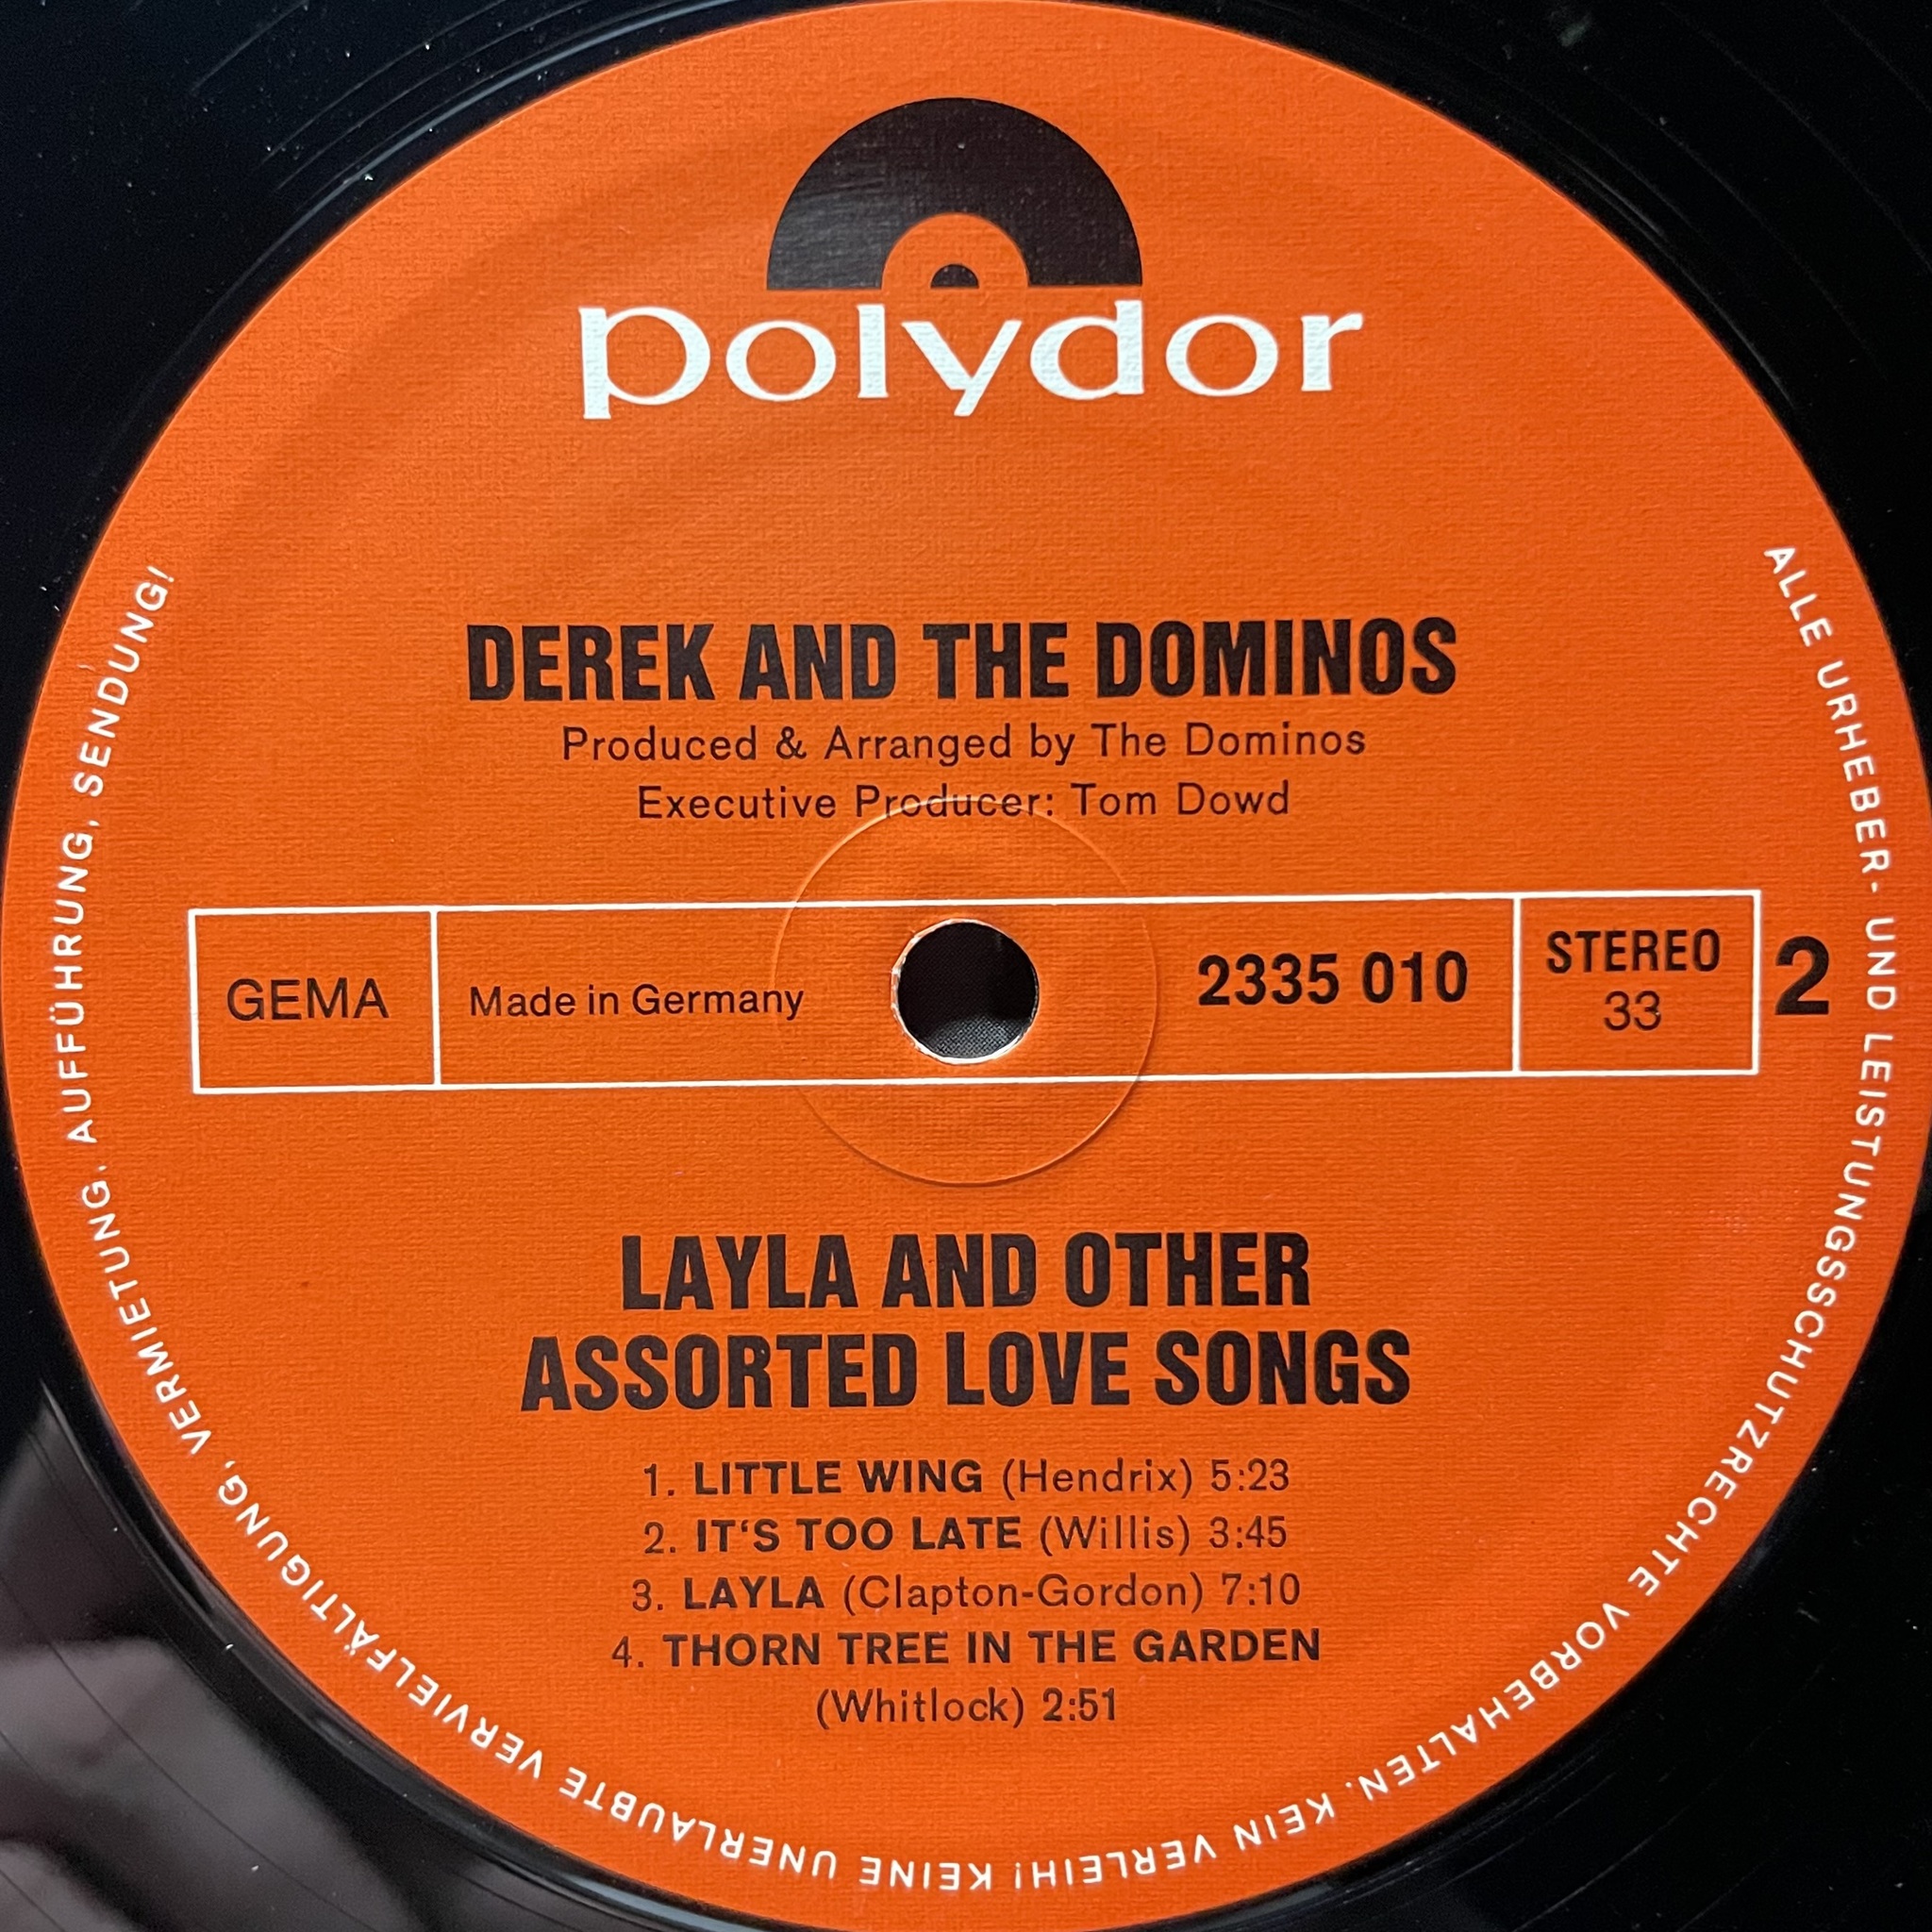 polydor
DEREK AND THE DOMINOS
Produced & Arranged by The Dominos
Executive Producer: Tom Dowd
GEMA
Made in Germany
2335 010
STEREO
33
2
LAYLA AND OTHER
ASSORTED LOVE SONGS
1. LITTLE WING (Hendrix) 5:23
2. IT'S TOO LATE (Willis) 3:45
3. LAYLA (Clapton-Gordon) 7:10
4. THORN TREE IN THE GARDEN
(Whitlock) 2:51
ALLE URHEBER- UND LEISTUNGSSCHUTZRECHTE VORBEHALTEN. KEIN VERLEIH! KEINE UNERLAUBTE VERVIELFÄLTIGUNG, VERMIETUNG. AUFFÜHRUNG, SENDUNG!